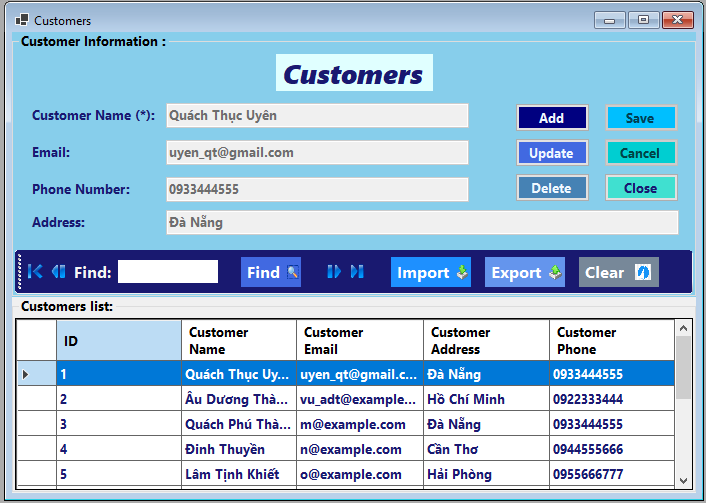 Customers
Customer Information :
Customers
Customer Name (*): Quách Thục Uyên Add Save
Email: uyen_qt@gmail.com Update Cancel
Phone Number: 0933444555 Delete Close
Address: Đà Nẵng
Find: Find Import Export Clear
Customers list:
ID Customer Name Customer Email Customer Address Customer Phone
1 Quách Thục Uy... uyen_qt@gmail.c... Đà Nẵng 0933444555
2 Âu Dương Thà... vu_adt@example... Hồ Chí Minh 0922333444
3 Quách Phú Thà... m@example.com Đà Nẵng 0933444555
4 Đinh Thuyền n@example.com Cần Thơ 0944555666
5 Lâm Tịnh Khiết o@example.com Hải Phòng 0955666777